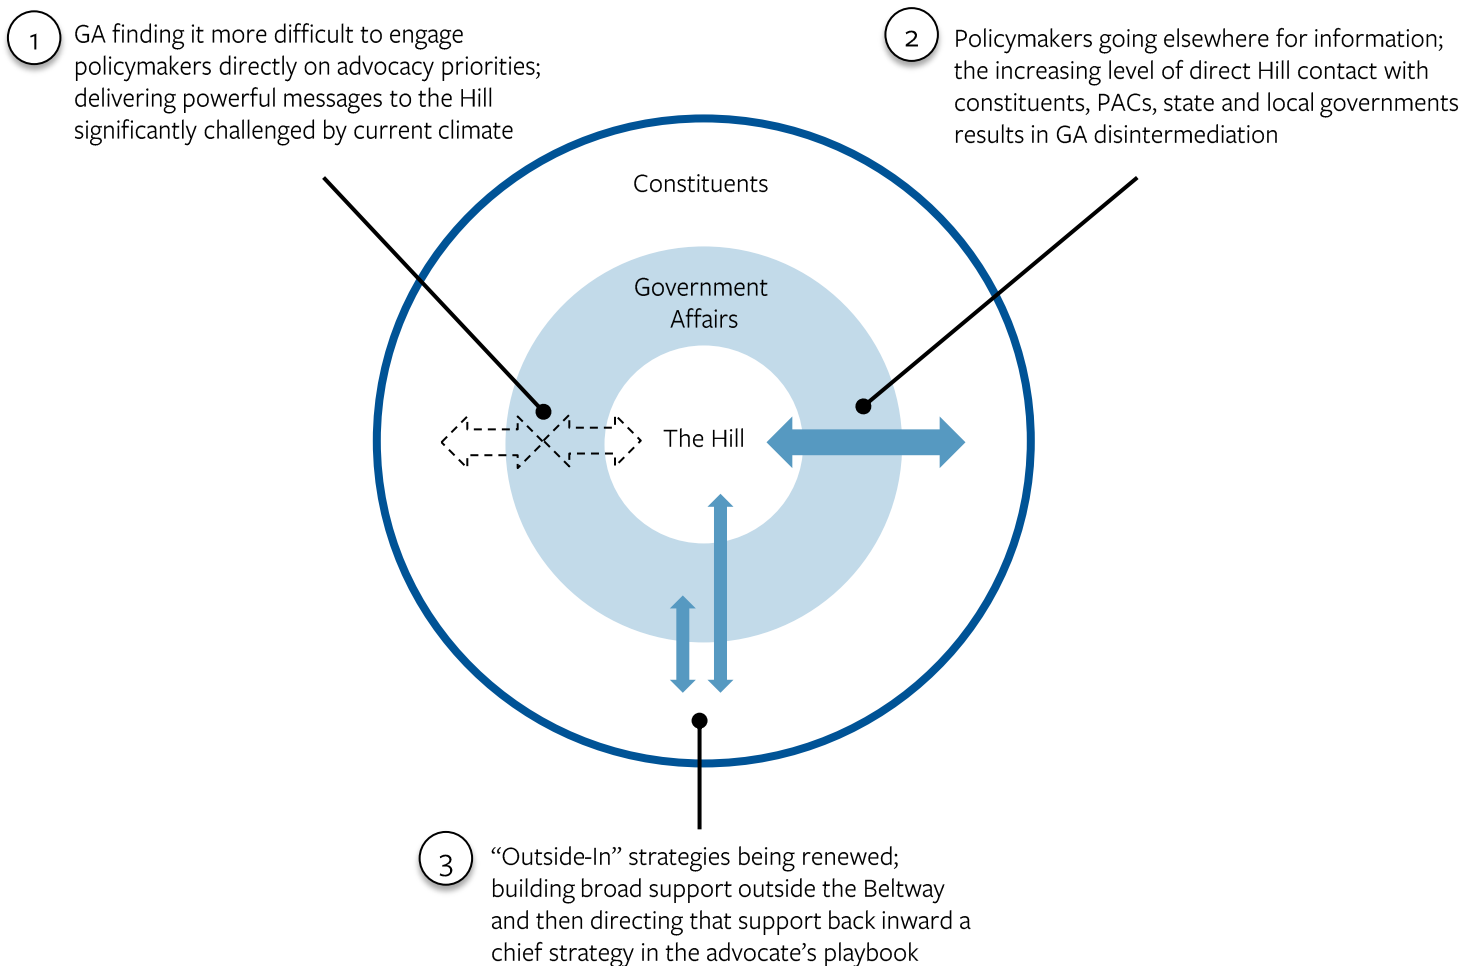 1
GA finding it more difficult to engage
policymakers directly on advocacy priorities;
delivering powerful messages to the Hill
significantly challenged by current climate
2
Policymakers going elsewhere for information;
the increasing level of direct Hill contact with
constituents, PACs, state and local governments
results in GA disintermediation
Constituents
Government
Affairs
The Hill
3
“Outside-In” strategies being renewed;
building broad support outside the Beltway
and then directing that support back inward a
chief strategy in the advocate’s playbook